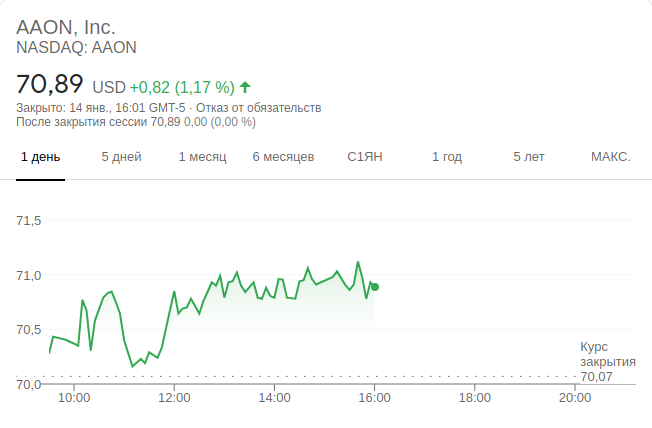 AAON, Inc.
NASDAQ: AAON
70,89 USD +0,82 (1,17 %)
Закрыто: 14 янв., 16:01 GMT-5 · Отказ от обязательств
После закрытия сессии 70,89 0,00 (0,00 %)
1 день 5 дней 1 месяц 6 месяцев С1ЯН 1 год 5 лет МАКС.
71,5
71,0
70,5
Курс
закрытия
70,07
70,0
10:00 12:00 14:00 16:00 18:00 20:00